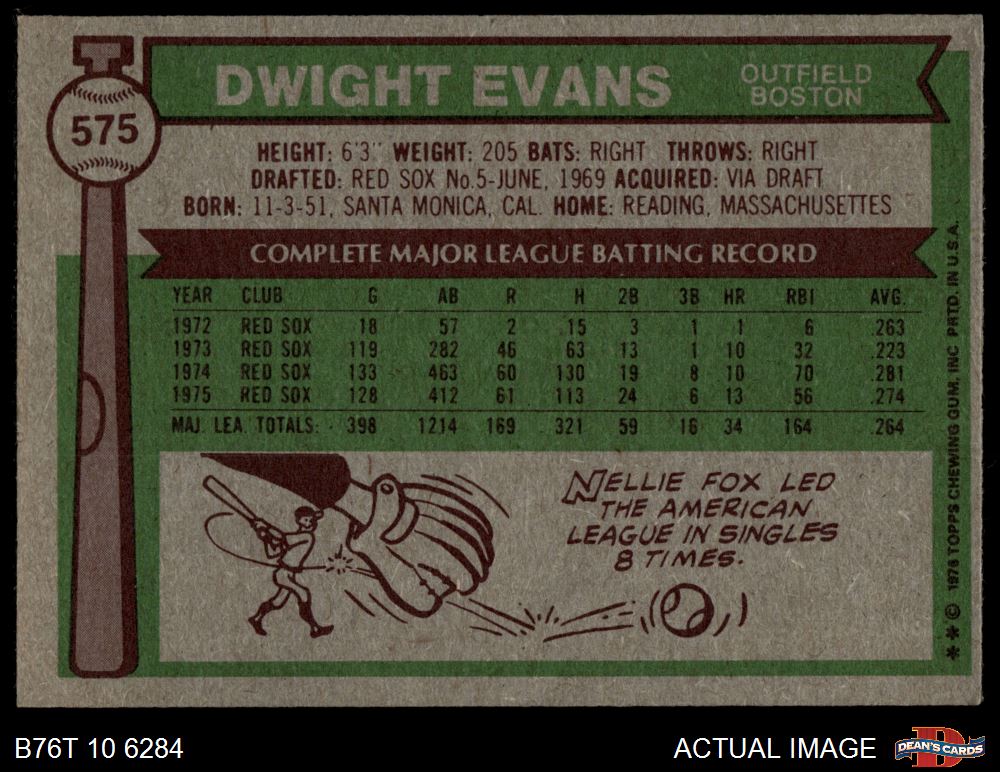 575
DWIGHT EVANS
OUTFIELD
BOSTON
HEIGHT: 6'3" WEIGHT: 205 BATS: RIGHT THROWS: RIGHT
DRAFTED: RED SOX No.5-JUNE, 1969 ACQUIRED: VIA DRAFT
BORN: 11-3-51, SANTA MONICA, CAL. HOME: READING, MASSACHUSETTES
COMPLETE MAJOR LEAGUE BATTING RECORD
YEAR CLUB G AB R H 2B 3B HR RBI AVG.
1972 RED SOX 18 57 2 15 3 1 1 6 .263
1973 RED SOX 119 282 46 63 13 1 10 32 .223
1974 RED SOX 133 463 60 130 19 8 10 70 .281
1975 RED SOX 128 412 61 113 24 6 13 56 .274
MAJ. LEA. TOTALS: 398 1214 169 321 59 16 34 164 .264
NELLIE FOX LED
THE AMERICAN
LEAGUE IN SINGLES
8 TIMES.
** © 1976 TOPPS CHEWING GUM, INC PRTD. IN U.S.A.
B76T 10 6284
ACTUAL IMAGE
D
DEAN'S CARDS